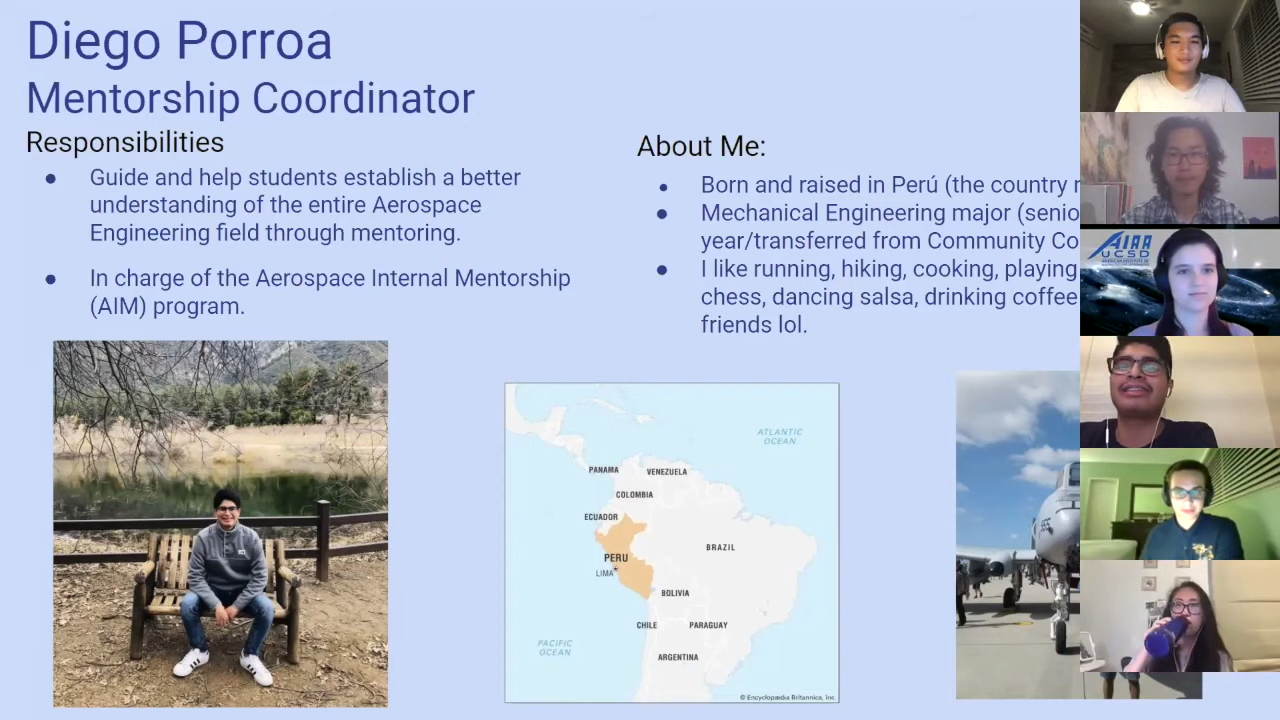 Diego Porroa
Mentorship Coordinator
Responsibilities
● Guide and help students establish a better
understanding of the entire Aerospace
Engineering field through mentoring.
● In charge of the Aerospace Internal Mentorship
(AIM) program.
About Me:
● Born and raised in Perú (the country
● Mechanical Engineering major (senio
year/transferred from Community Co
● I like running, hiking, cooking, playing
chess, dancing salsa, drinking coffee
friends lol.
ATLANTIC
OCEAN
PANAMA
VENEZUELA
COLOMBIA
ECUADOR
BRAZIL
PERU
LIMA
BOLIVIA
CHILE
PARAGUAY
PACIFIC
OCEAN
ARGENTINA
© Encyclopædia Britannica, Inc.
AIAA
UCSD